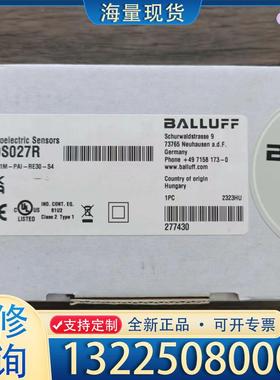 海量现货
BALLUFF
oelectric Sensors
Schurwaldstrasse 9
73765 Neuhausen a.d.F.
Germany
Phone +49 7158 173-0
www.balluff.com
S027R
1M-PAI-RE30-S4
Country of origin
Hungary
IND. CONT. EQ.
81U2
Class 2 Type 1
1PC
2323HU
277430
支持定制 全新正品 可开专票
修
询
1322508000